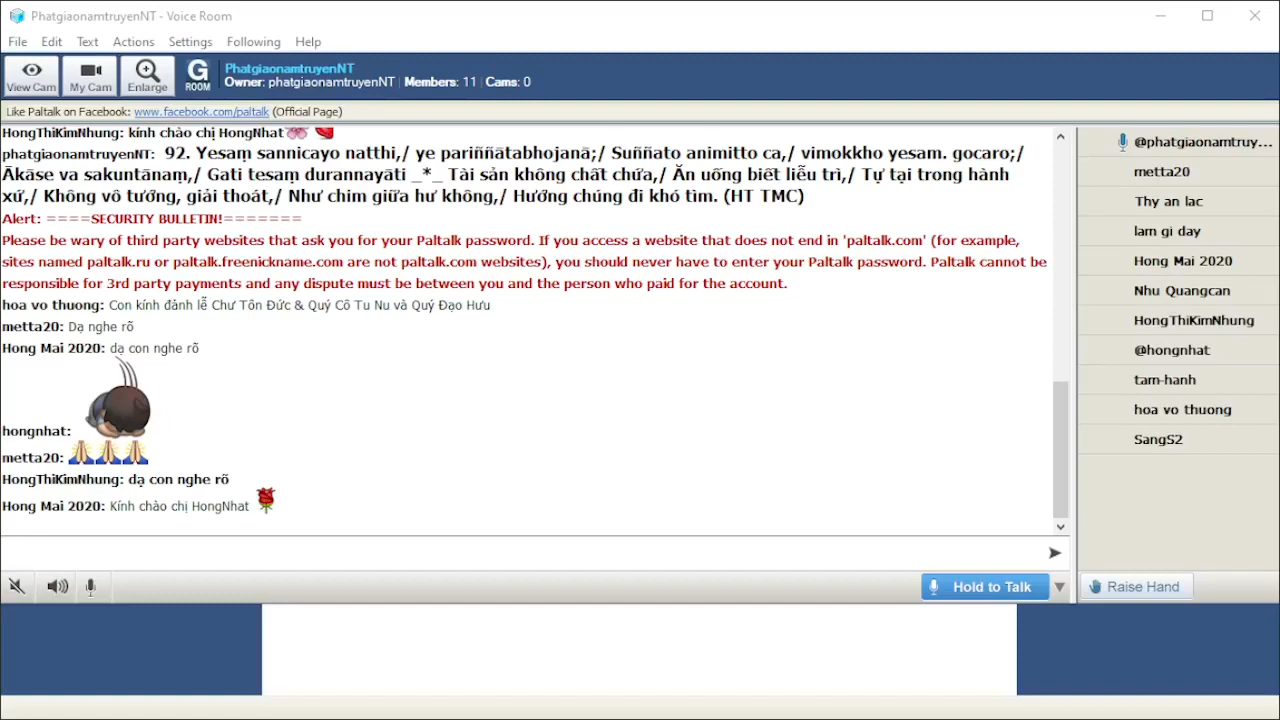 PhatgiaonamtruyenNT - Voice Room
File Edit Text Actions Settings Following Help
View Cam My Cam Enlarge G ROOM
PhatgiaonamtruyenNT
Owner: phatgiaonamtruyenNT | Members: 11 | Cams: 0
Like Paltalk on Facebook: www.facebook.com/paltalk (Official Page)
HongThiKimNhung: kính chào chị HongNhat
phatgiaonamtruyenNT: 92. Yesaṃ sannicayo natthi,/ ye pariññātabhojanā;/ Suññato animitto ca,/ vimokkho yesam. gocaro;/
Ākāse va sakuntānaṃ,/ Gati tesaṃ durannayāti _*_ Tài sản không chất chứa,/ Ăn uống biết liễu tri,/ Tự tại trong hành
xứ,/ Không vô tướng, giải thoát,/ Như chim giữa hư không,/ Hướng chúng đi khó tìm. (HT TMC)
Alert: ====SECURITY BULLETIN!=======
Please be wary of third party websites that ask you for your Paltalk password. If you access a website that does not end in 'paltalk.com' (for example,
sites named paltalk.ru or paltalk.freenickname.com are not paltalk.com websites), you should never have to enter your Paltalk password. Paltalk cannot be
responsible for 3rd party payments and any dispute must be between you and the person who paid for the account.
hoa vo thuong: Con kính đảnh lễ Chư Tôn Đức & Quý Cô Tu Nu và Quý Đạo Hưu
metta20: Dạ nghe rõ
Hong Mai 2020: dạ con nghe rõ
hongnhat:
metta20:
HongThiKimNhung: dạ con nghe rõ
Hong Mai 2020: Kính chào chị HongNhat
@phatgiaonamtruy...
metta20
Thy an lac
lam gi day
Hong Mai 2020
Nhu Quangcan
HongThiKimNhung
@hongnhat
tam-hanh
hoa vo thuong
SangS2
Hold to Talk
Raise Hand